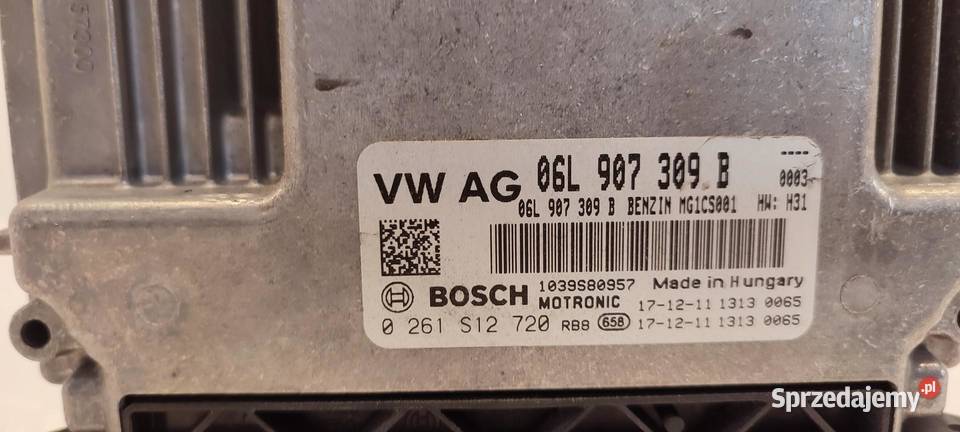 VW AG 06L 907 309 B ----
0003
06L 907 309 B BENZIN MG1CS001 HW: H31
1039S80957 Made in Hungary
BOSCH MOTRONIC 17-12-11 1313 0065
0 261 S12 720 RB8 658 17-12-11 1313 0065
Sprzedajemy.pl